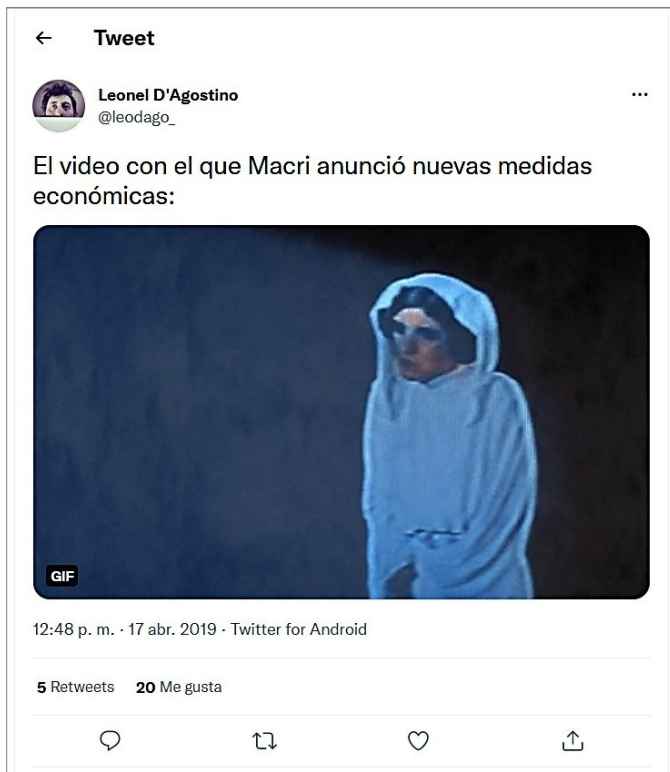 Tweet
Leonel D'Agostino
@leodago_
El video con el que Macri anunció nuevas medidas
económicas:
GIF
12:48 p. m. · 17 abr. 2019 · Twitter for Android
5 Retweets 20 Me gusta